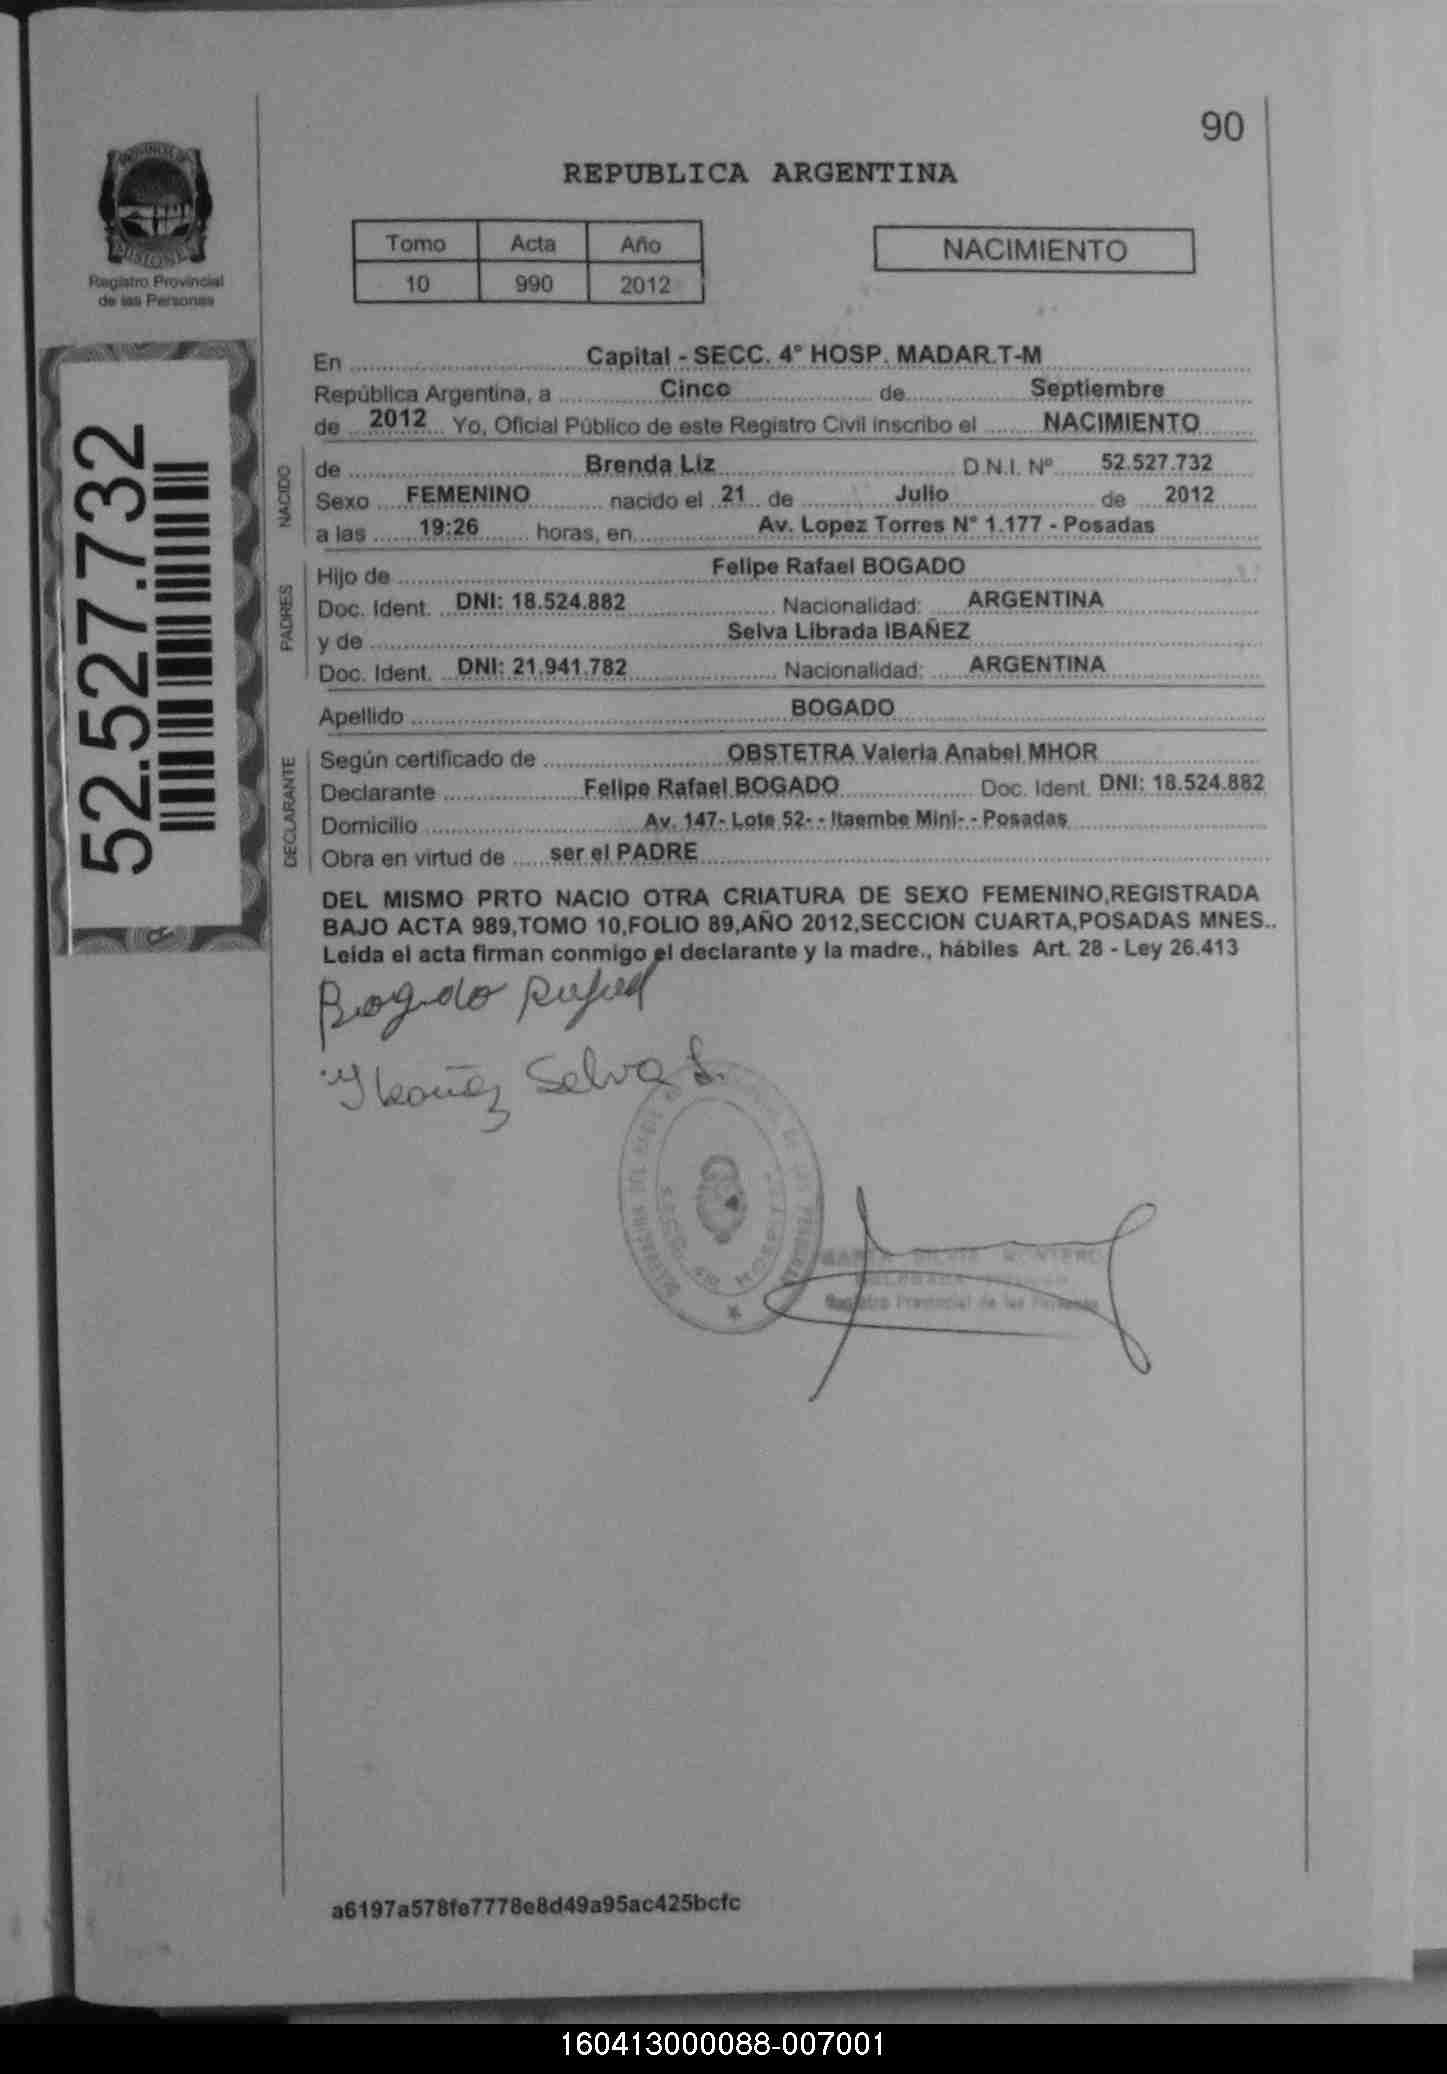 90
PROVINCIA DE
MISIONES
Registro Provincial
de las Personas
REPUBLICA ARGENTINA
Tomo Acta Año
10 990 2012
NACIMIENTO
52.527.732
En Capital - SECC. 4° HOSP. MADAR.T-M
República Argentina, a Cinco de Septiembre
de 2012 Yo, Oficial Público de este Registro Civil inscribo el NACIMIENTO
NACIDO
de Brenda Liz D.N.I. Nº 52.527.732
Sexo FEMENINO nacido el 21 de Julio de 2012
a las 19:26 horas, en Av. Lopez Torres N° 1.177 - Posadas
PADRES
Hijo de Felipe Rafael BOGADO
Doc. Ident. DNI: 18.524.882 Nacionalidad: ARGENTINA
y de Selva Librada IBAÑEZ
Doc. Ident. DNI: 21.941.782 Nacionalidad: ARGENTINA
Apellido BOGADO
DECLARANTE
Según certificado de OBSTETRA Valeria Anabel MHOR
Declarante Felipe Rafael BOGADO Doc. Ident. DNI: 18.524.882
Domicilio Av. 147- Lote 52- - Itaembe Mini- - Posadas
Obra en virtud de ser el PADRE
DEL MISMO PRTO NACIO OTRA CRIATURA DE SEXO FEMENINO,REGISTRADA
BAJO ACTA 989,TOMO 10,FOLIO 89,AÑO 2012,SECCION CUARTA,POSADAS MNES..
Leida el acta firman conmigo el declarante y la madre., hábiles Art. 28 - Ley 26.413
Bogado Rafael
Ibañez Selva L.
Registro Provincial de las Personas
a6197a578fe7778e8d49a95ac425bcfc
160413000088-007001